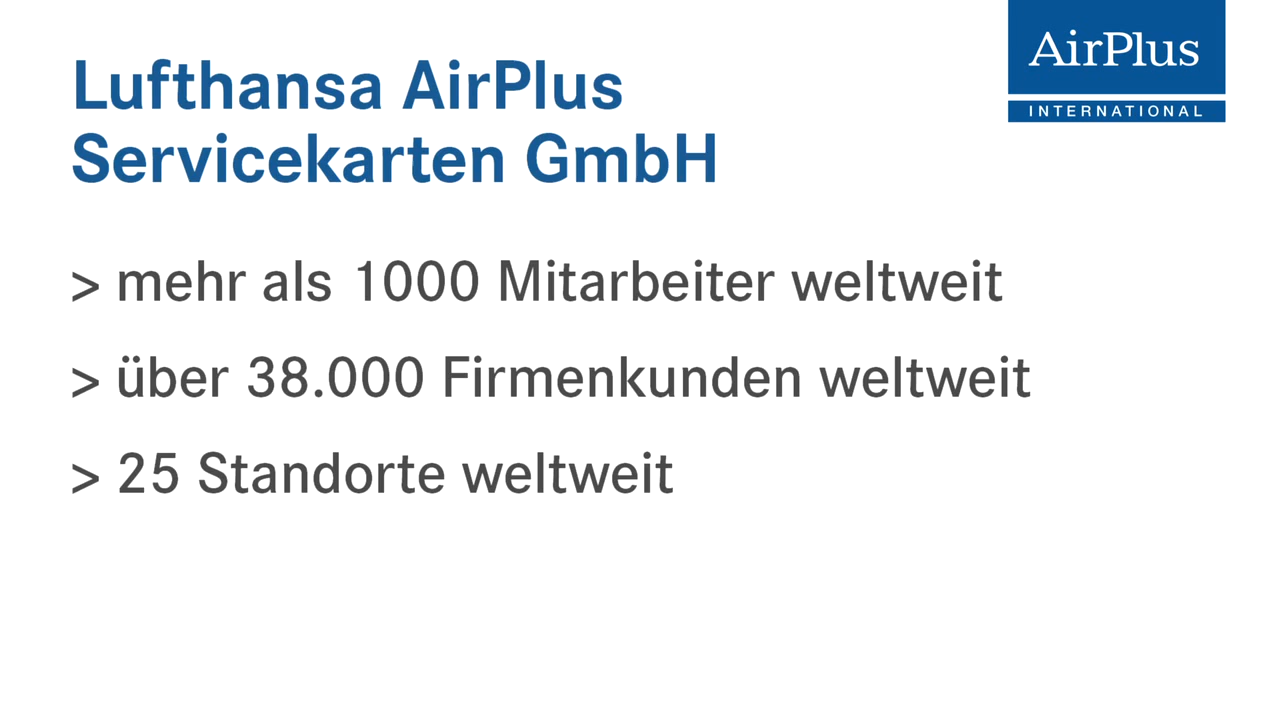 AirPlus
INTERNATIONAL
Lufthansa AirPlus
Servicekarten GmbH
> mehr als 1000 Mitarbeiter weltweit
> über 38.000 Firmenkunden weltweit
> 25 Standorte weltweit